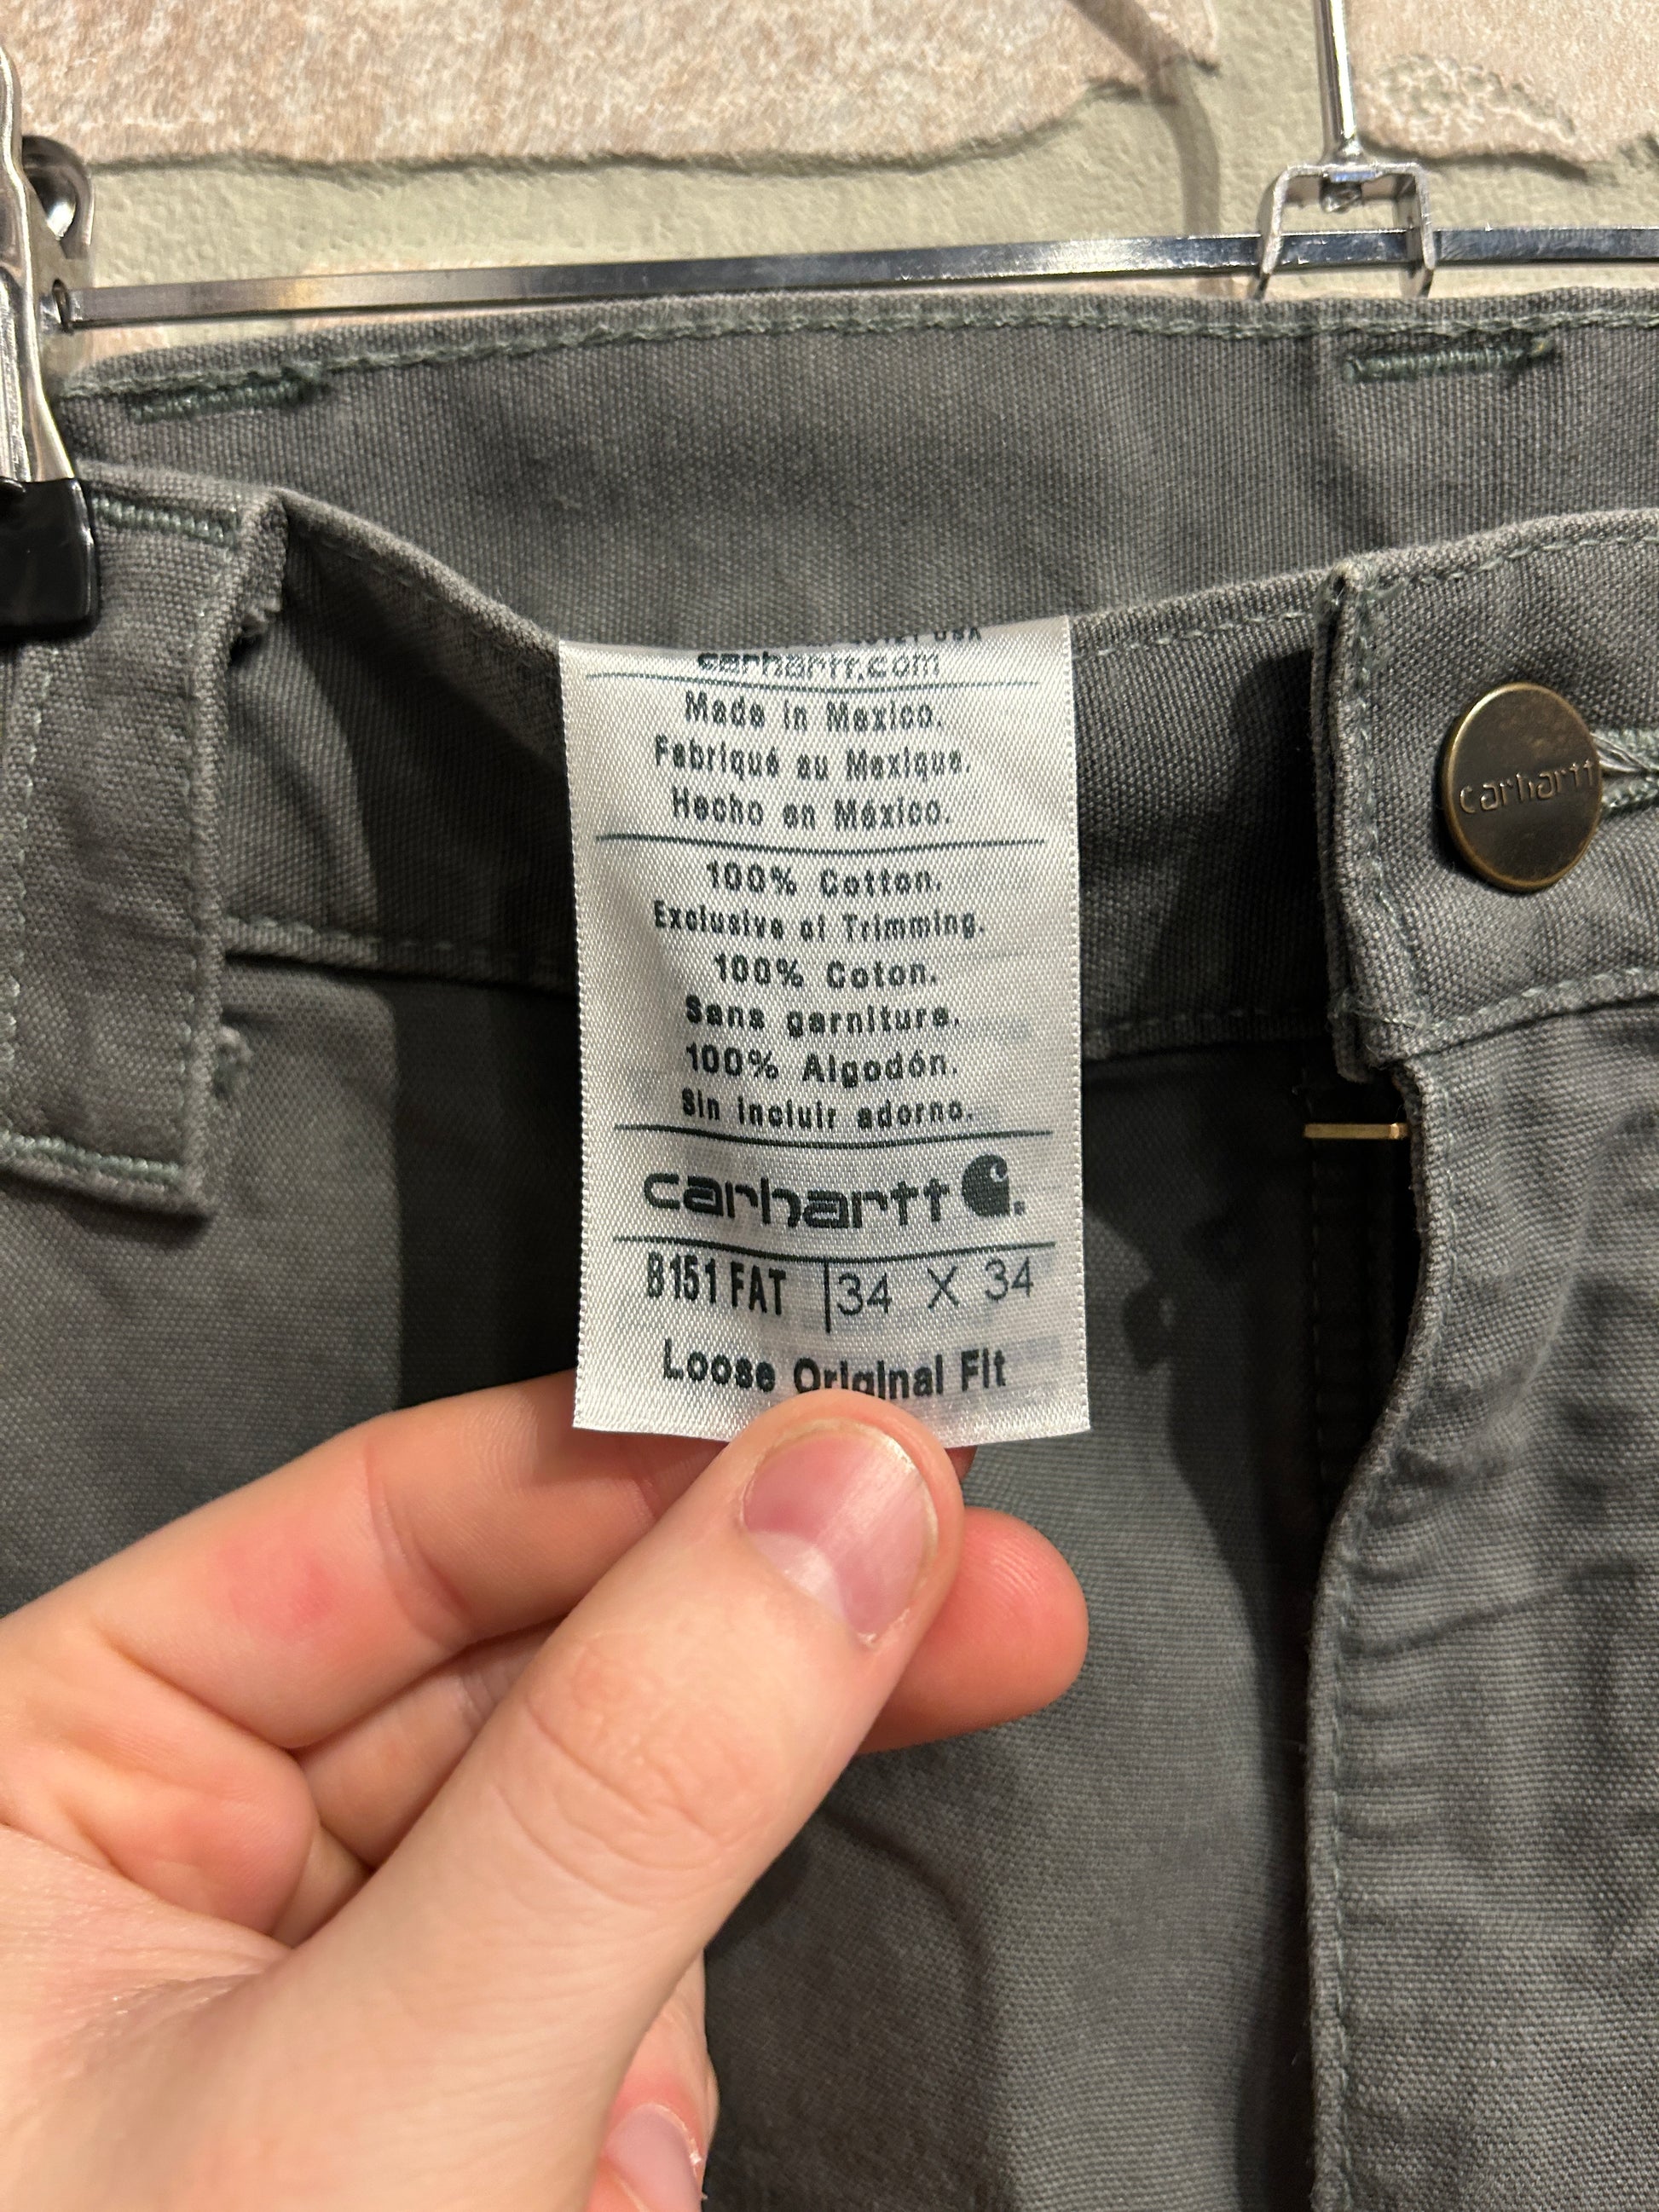 USA
carhartt.com
Made in Mexico.
Fabriqué au Mexique.
Hecho en México.
100% Cotton.
Exclusive of Trimming.
100% Coton.
Sans garniture.
100% Algodón.
Sin incluir adorno.
carhartt
B151 FAT | 34 X 34
Loose Original Fit
carhartt